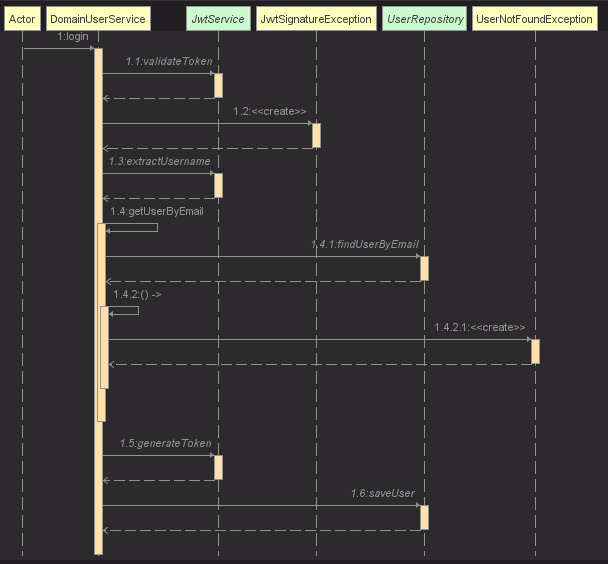 Actor DomainUserService JwtService JwtSignatureException UserRepository UserNotFoundException
1:login
1.1:validateToken
1.2:<<create>>
1.3:extractUsername
1.4:getUserByEmail
1.4.1:findUserByEmail
1.4.2:() ->
1.4.2.1:<<create>>
1.5:generateToken
1.6:saveUser